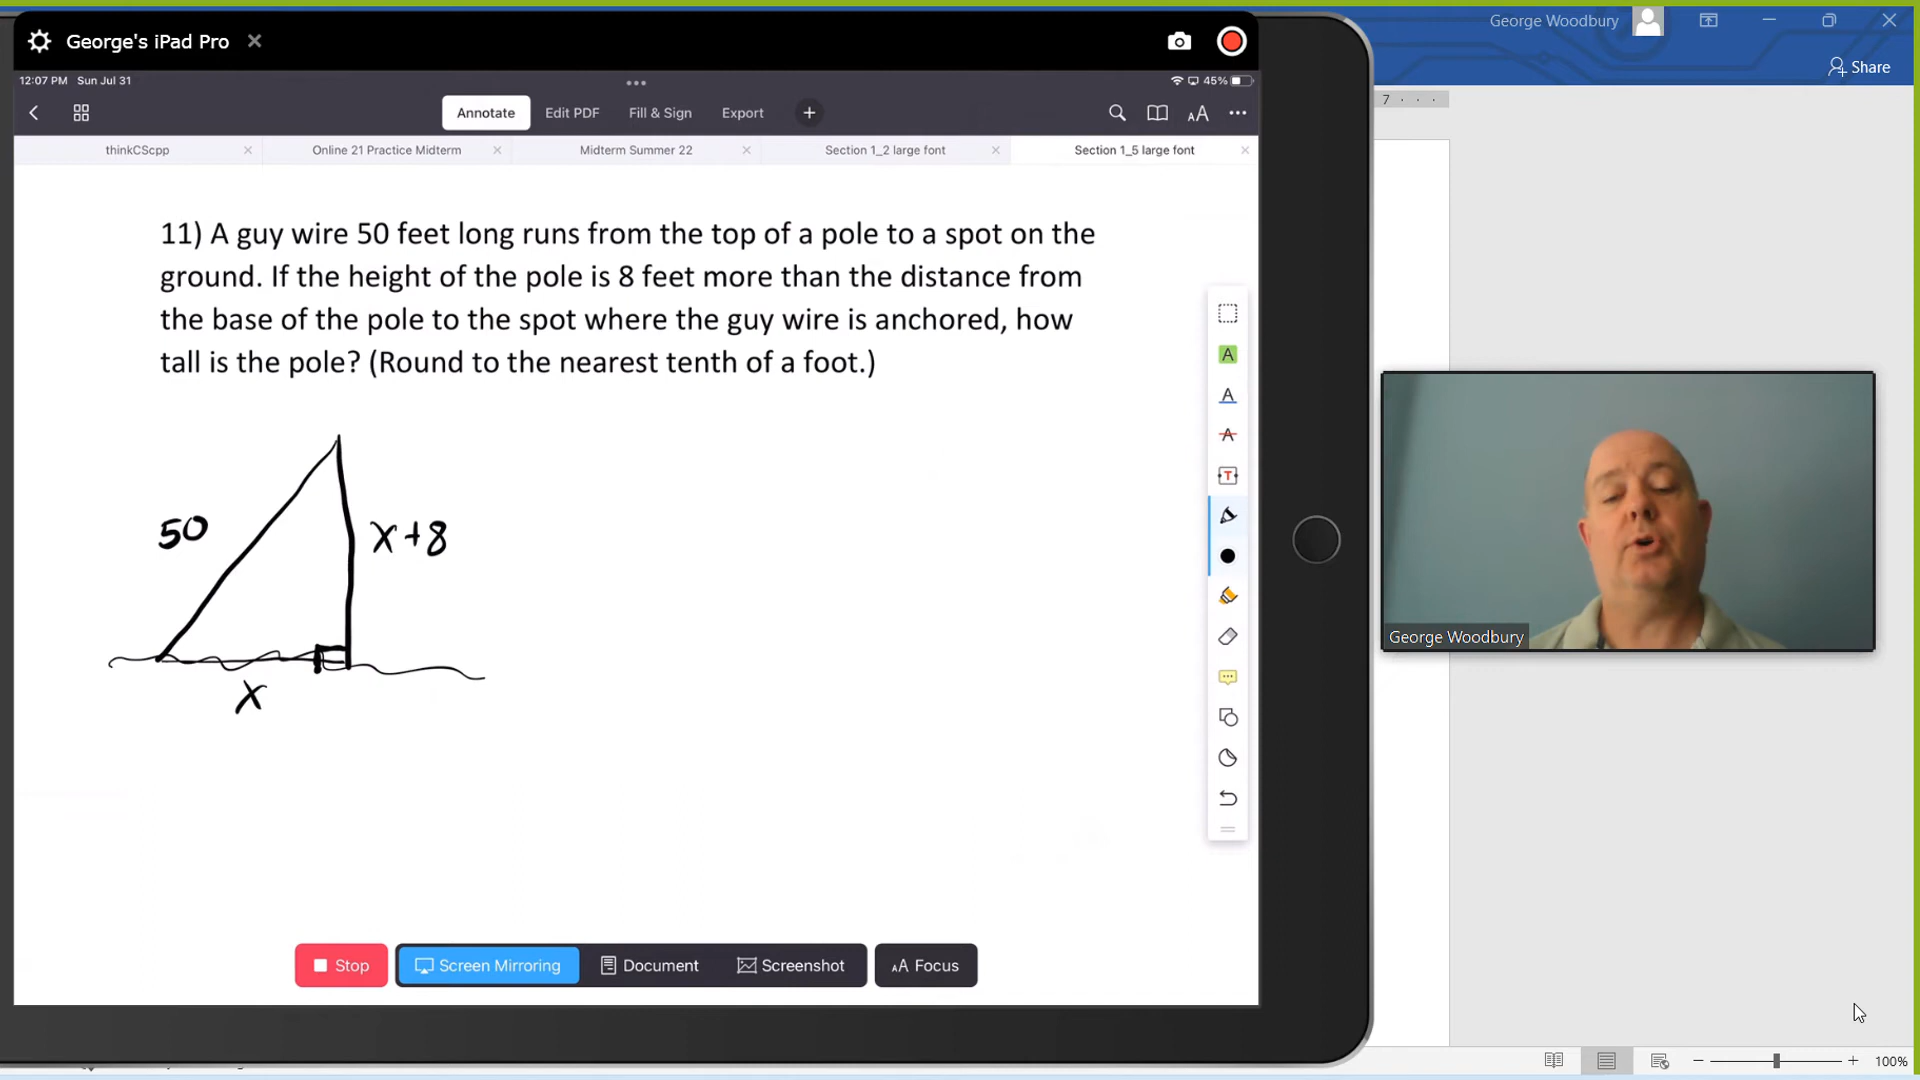 George's iPad Pro
George Woodbury
Share
12:07 PM Sun Jul 31
45%
Annotate Edit PDF Fill & Sign Export
thinkCScpp Online 21 Practice Midterm Midterm Summer 22 Section 1_2 large font Section 1_5 large font
7
11) A guy wire 50 feet long runs from the top of a pole to a spot on the
ground. If the height of the pole is 8 feet more than the distance from
the base of the pole to the spot where the guy wire is anchored, how
tall is the pole? (Round to the nearest tenth of a foot.)
50
x+8
x
George Woodbury
Stop Screen Mirroring Document Screenshot AA Focus
100%